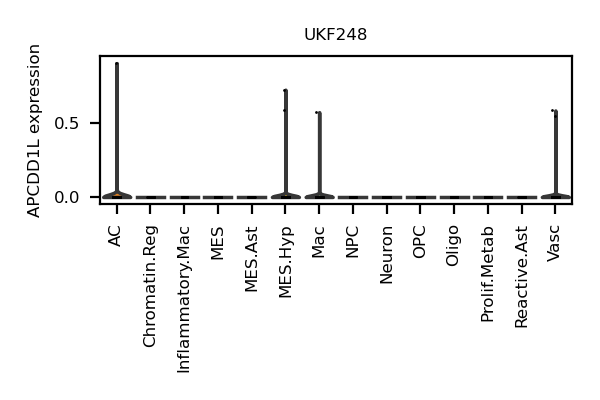 UKF248
APCDD1L expression
0.5
0.0
AC
Chromatin.Reg
Inflammatory.Mac
MES
MES.Ast
MES.Hyp
Mac
NPC
Neuron
OPC
Oligo
Prolif.Metab
Reactive.Ast
Vasc